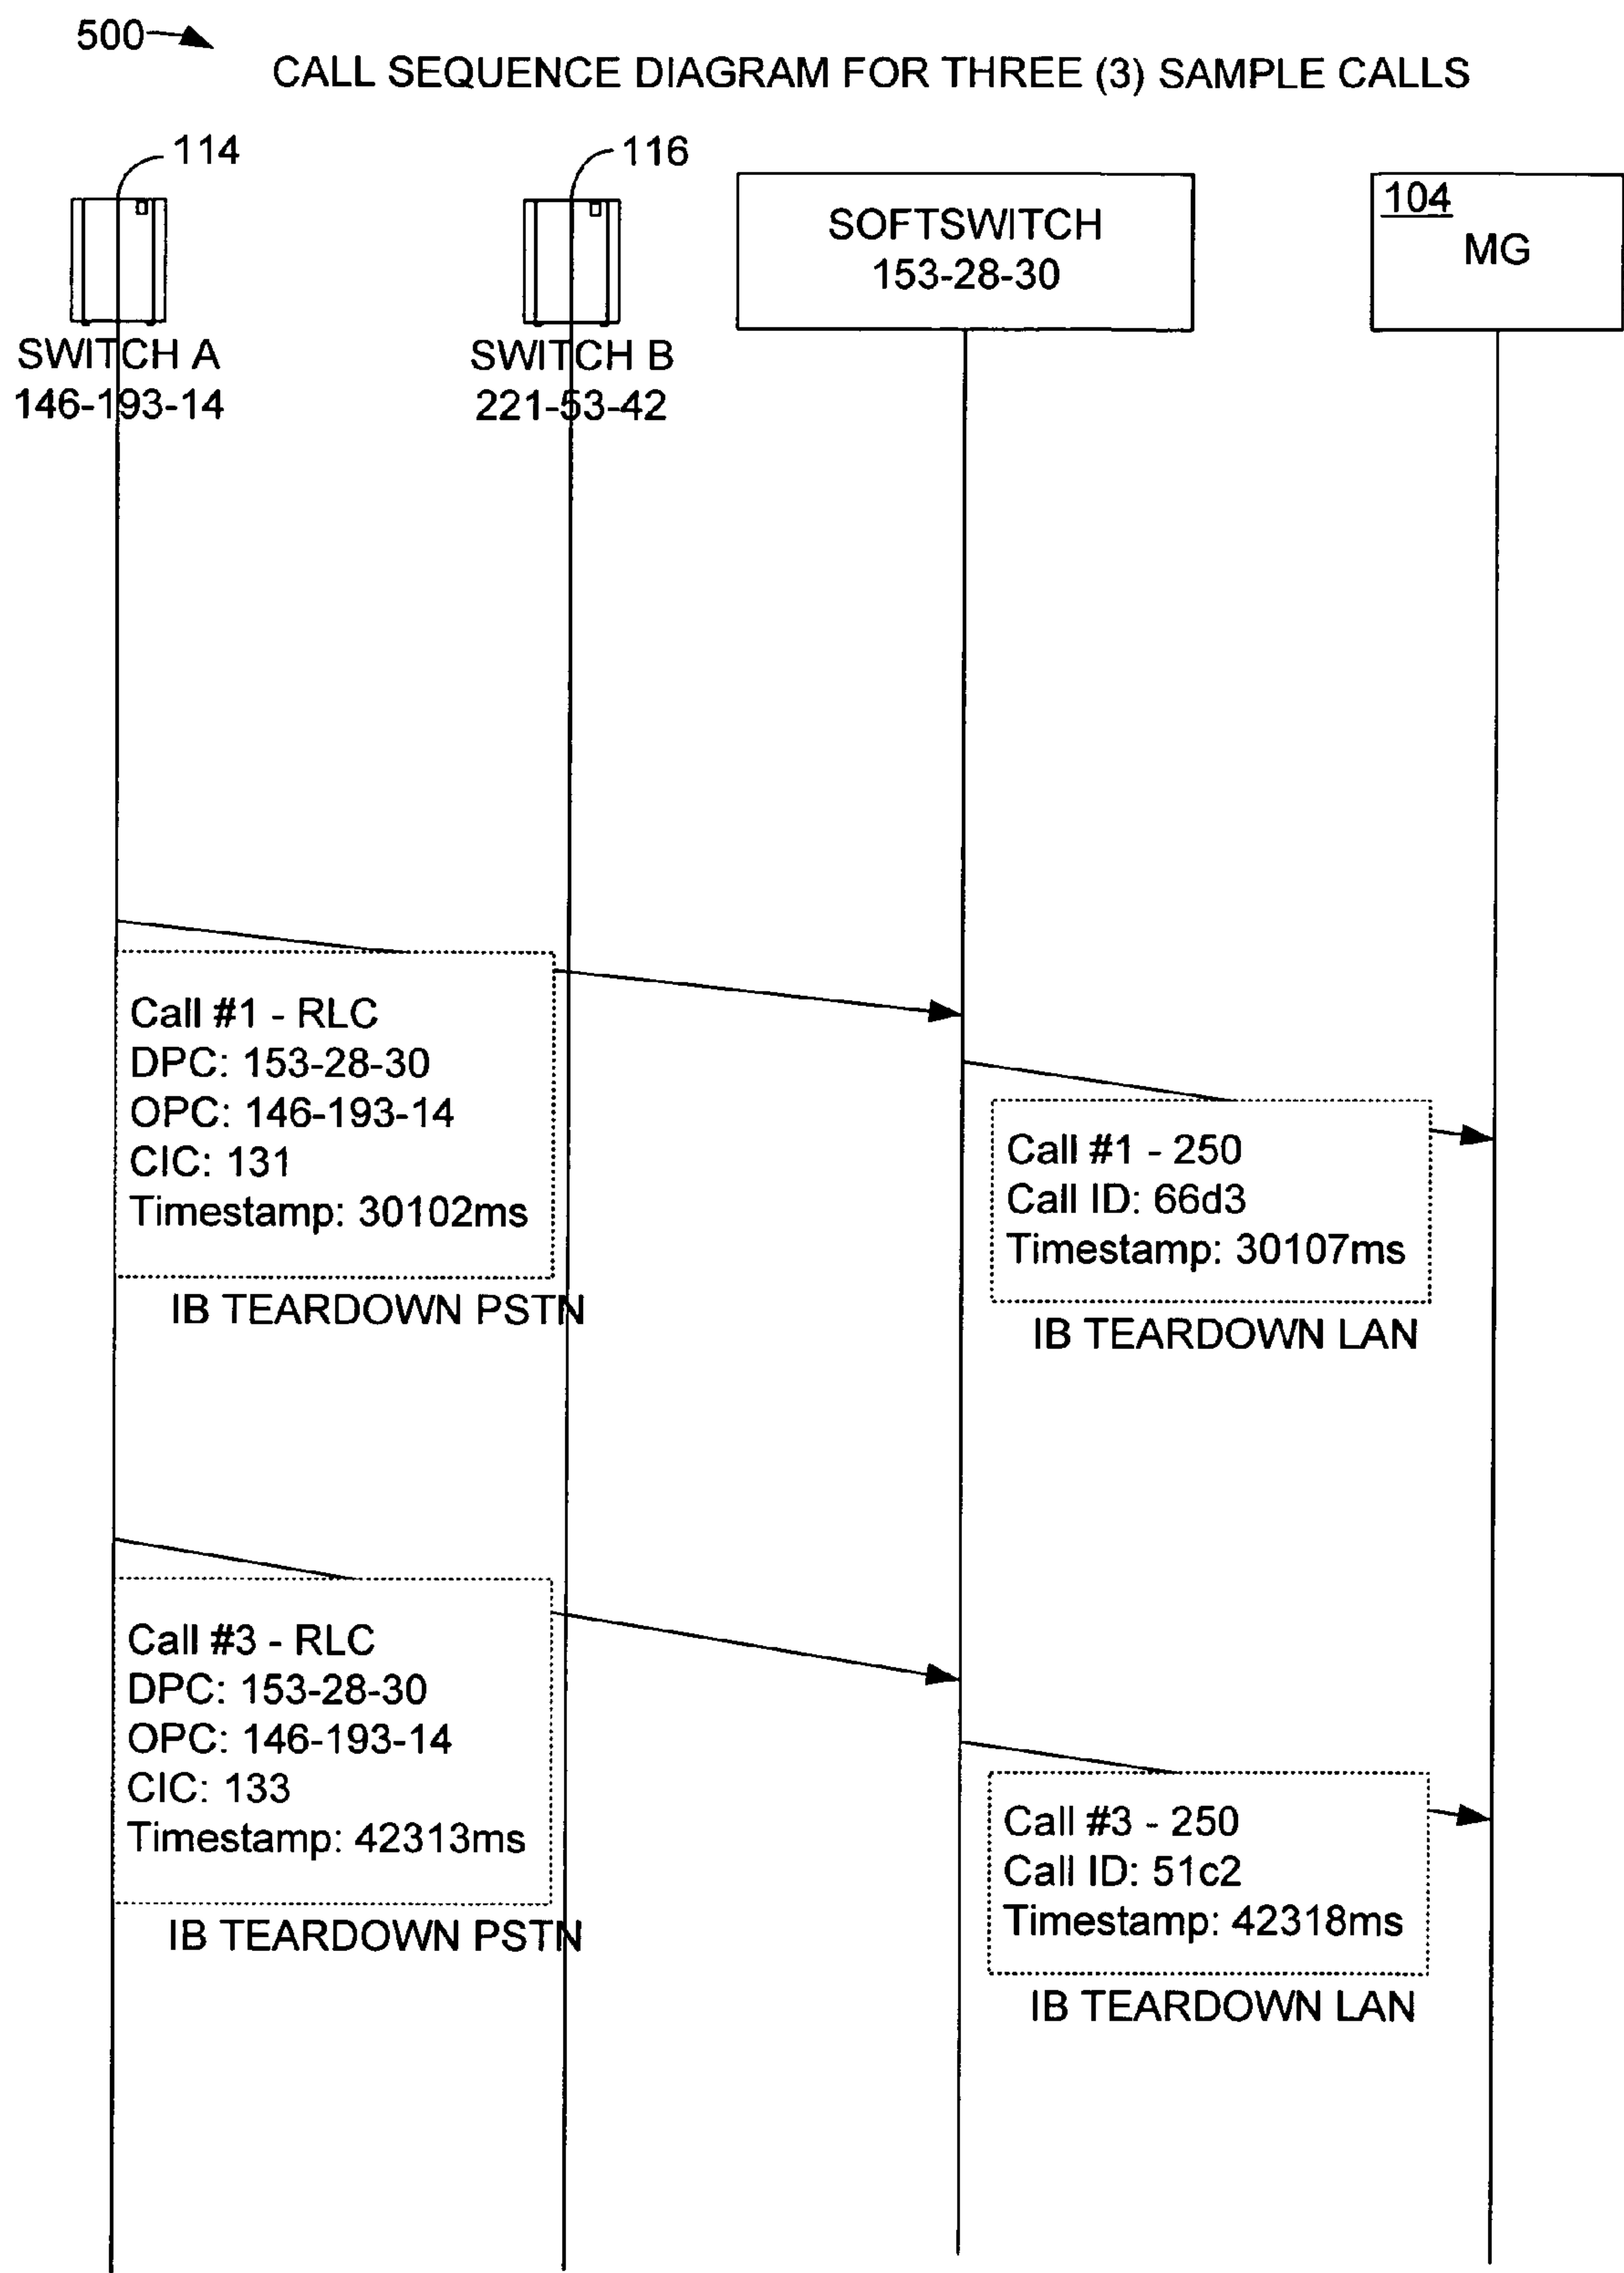 500
CALL SEQUENCE DIAGRAM FOR THREE (3) SAMPLE CALLS
114
116
SOFTSWITCH
153-28-30
104
MG
SWITCH A
146-193-14
SWITCH B
221-53-42
Call #1 - RLC
DPC: 153-28-30
OPC: 146-193-14
CIC: 131
Timestamp: 30102ms
IB TEARDOWN PSTN
Call #1 - 250
Call ID: 66d3
Timestamp: 30107ms
IB TEARDOWN LAN
Call #3 - RLC
DPC: 153-28-30
OPC: 146-193-14
CIC: 133
Timestamp: 42313ms
IB TEARDOWN PSTN
Call #3 - 250
Call ID: 51c2
Timestamp: 42318ms
IB TEARDOWN LAN